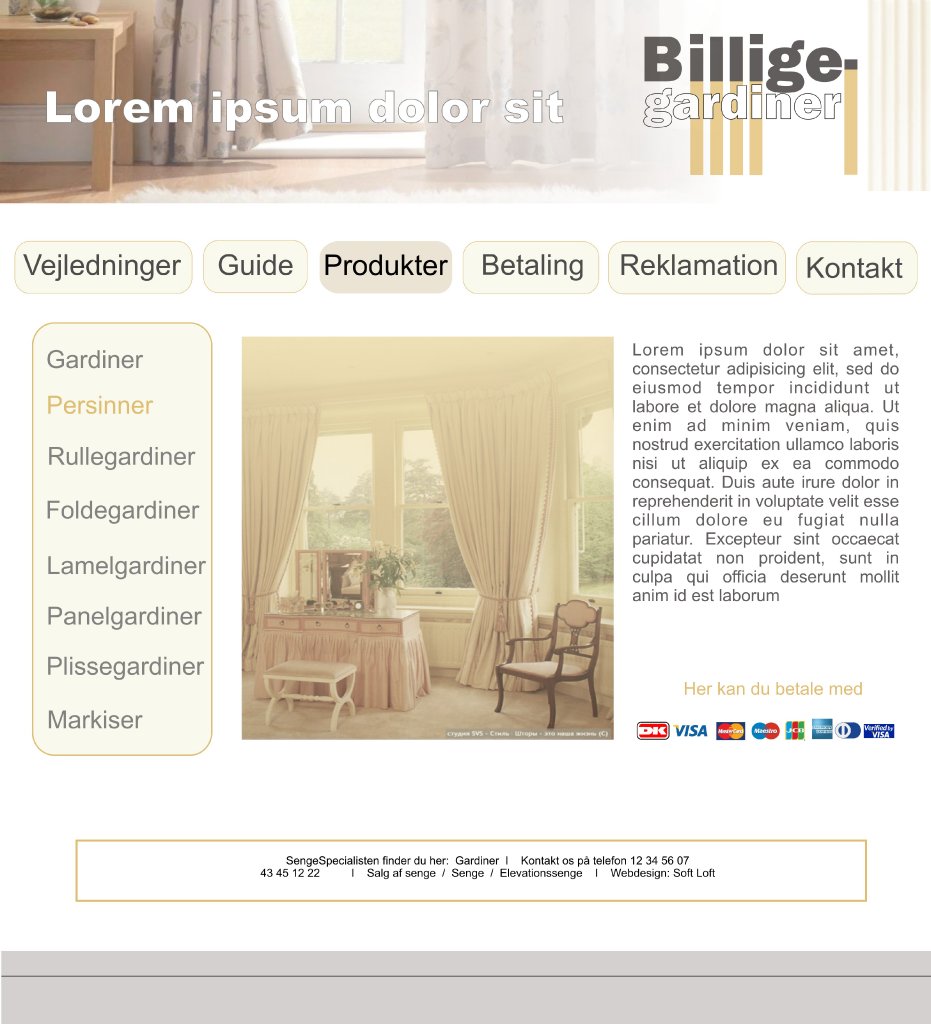 Billige-
gardiner
Lorem ipsum dolor sit
Vejledninger Guide Produkter Betaling Reklamation Kontakt
Gardiner
Persinner
Rullegardiner
Foldegardiner
Lamelgardiner
Panelgardiner
Plissegardiner
Markiser
студия SVS - Стиль Шторы - это наша жизнь (С)
Lorem ipsum dolor sit amet,
consectetur adipisicing elit, sed do
eiusmod tempor incididunt ut
labore et dolore magna aliqua. Ut
enim ad minim veniam, quis
nostrud exercitation ullamco laboris
nisi ut aliquip ex ea commodo
consequat. Duis aute irure dolor in
reprehenderit in voluptate velit esse
cillum dolore eu fugiat nulla
pariatur. Excepteur sint occaecat
cupidatat non proident, sunt in
culpa qui officia deserunt mollit
anim id est laborum
Her kan du betale med
DK VISA MasterCard Maestro JCB Verified by VISA
SengeSpecialisten finder du her: Gardiner I Kontakt os på telefon 12 34 56 07
43 45 12 22 I Salg af senge / Senge / Elevationssenge I Webdesign: Soft Loft